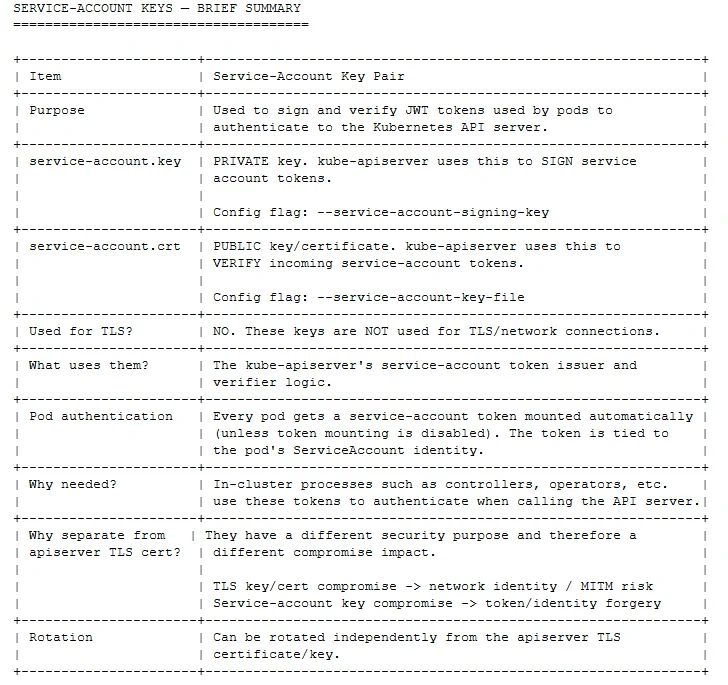 SERVICE-ACCOUNT KEYS — BRIEF SUMMARY
=====================================
+----------------------+---------------------------------------------------------------+
| Item                 | Service-Account Key Pair                                      |
+----------------------+---------------------------------------------------------------+
| Purpose              | Used to sign and verify JWT tokens used by pods to            |
|                      | authenticate to the Kubernetes API server.                    |
+----------------------+---------------------------------------------------------------+
| service-account.key  | PRIVATE key. kube-apiserver uses this to SIGN service         |
|                      | account tokens.                                               |
|                      |                                                               |
|                      | Config flag: --service-account-signing-key                    |
+----------------------+---------------------------------------------------------------+
| service-account.crt  | PUBLIC key/certificate. kube-apiserver uses this to           |
|                      | VERIFY incoming service-account tokens.                       |
|                      |                                                               |
|                      | Config flag: --service-account-key-file                       |
+----------------------+---------------------------------------------------------------+
| Used for TLS?        | NO. These keys are NOT used for TLS/network connections.      |
+----------------------+---------------------------------------------------------------+
| What uses them?      | The kube-apiserver's service-account token issuer and         |
|                      | verifier logic.                                               |
+----------------------+---------------------------------------------------------------+
| Pod authentication   | Every pod gets a service-account token mounted automatically |
|                      | (unless token mounting is disabled). The token is tied to     |
|                      | the pod's ServiceAccount identity.                            |
+----------------------+---------------------------------------------------------------+
| Why needed?          | In-cluster processes such as controllers, operators, etc.     |
|                      | use these tokens to authenticate when calling the API server.|
+----------------------+---------------------------------------------------------------+
| Why separate from   | They have a different security purpose and therefore a         |
| apiserver TLS cert?  | different compromise impact.                                  |
|                      |                                                               |
|                      | TLS key/cert compromise -> network identity / MITM risk       |
|                      | Service-account key compromise -> token/identity forgery      |
+----------------------+---------------------------------------------------------------+
| Rotation             | Can be rotated independently from the apiserver TLS           |
|                      | certificate/key.                                              |
+----------------------+---------------------------------------------------------------+